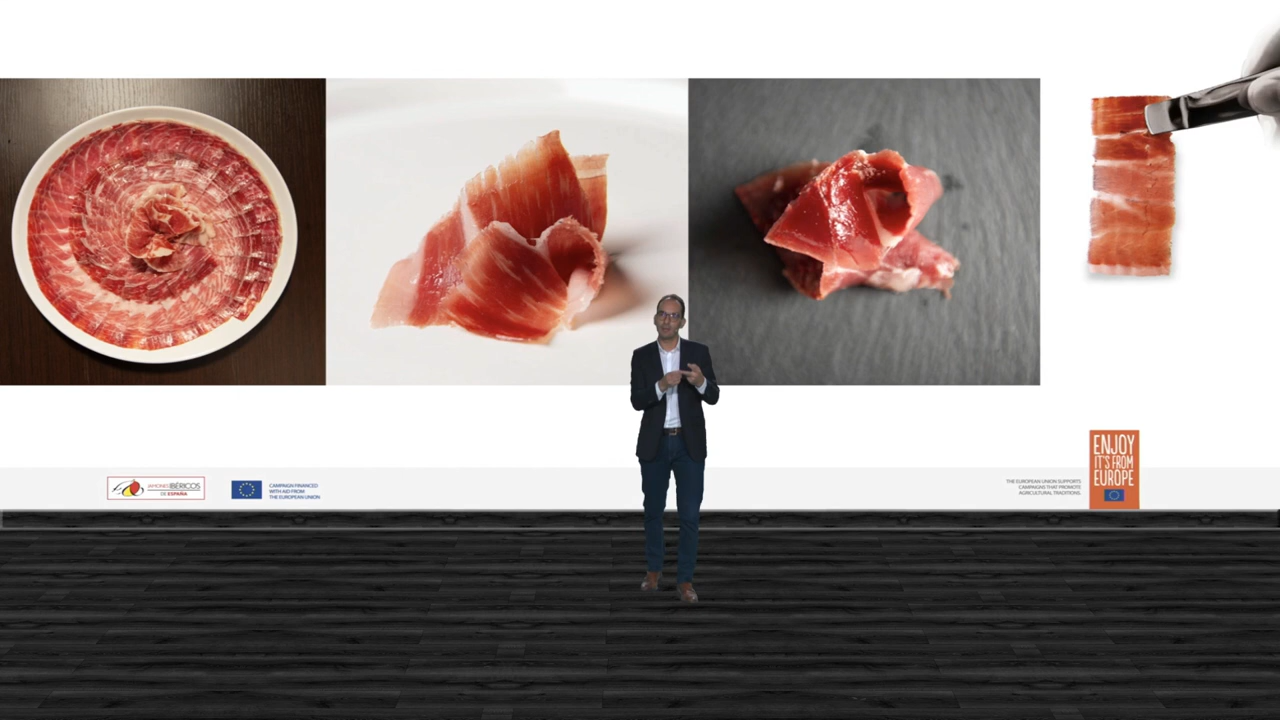 JAMONES IBÉRICOS
DE ESPAÑA
CAMPAIGN FINANCED
WITH AID FROM
THE EUROPEAN UNION
THE EUROPEAN UNION SUPPORTS
CAMPAIGNS THAT PROMOTE
AGRICULTURAL TRADITIONS.
ENJOY
IT'S FROM
EUROPE